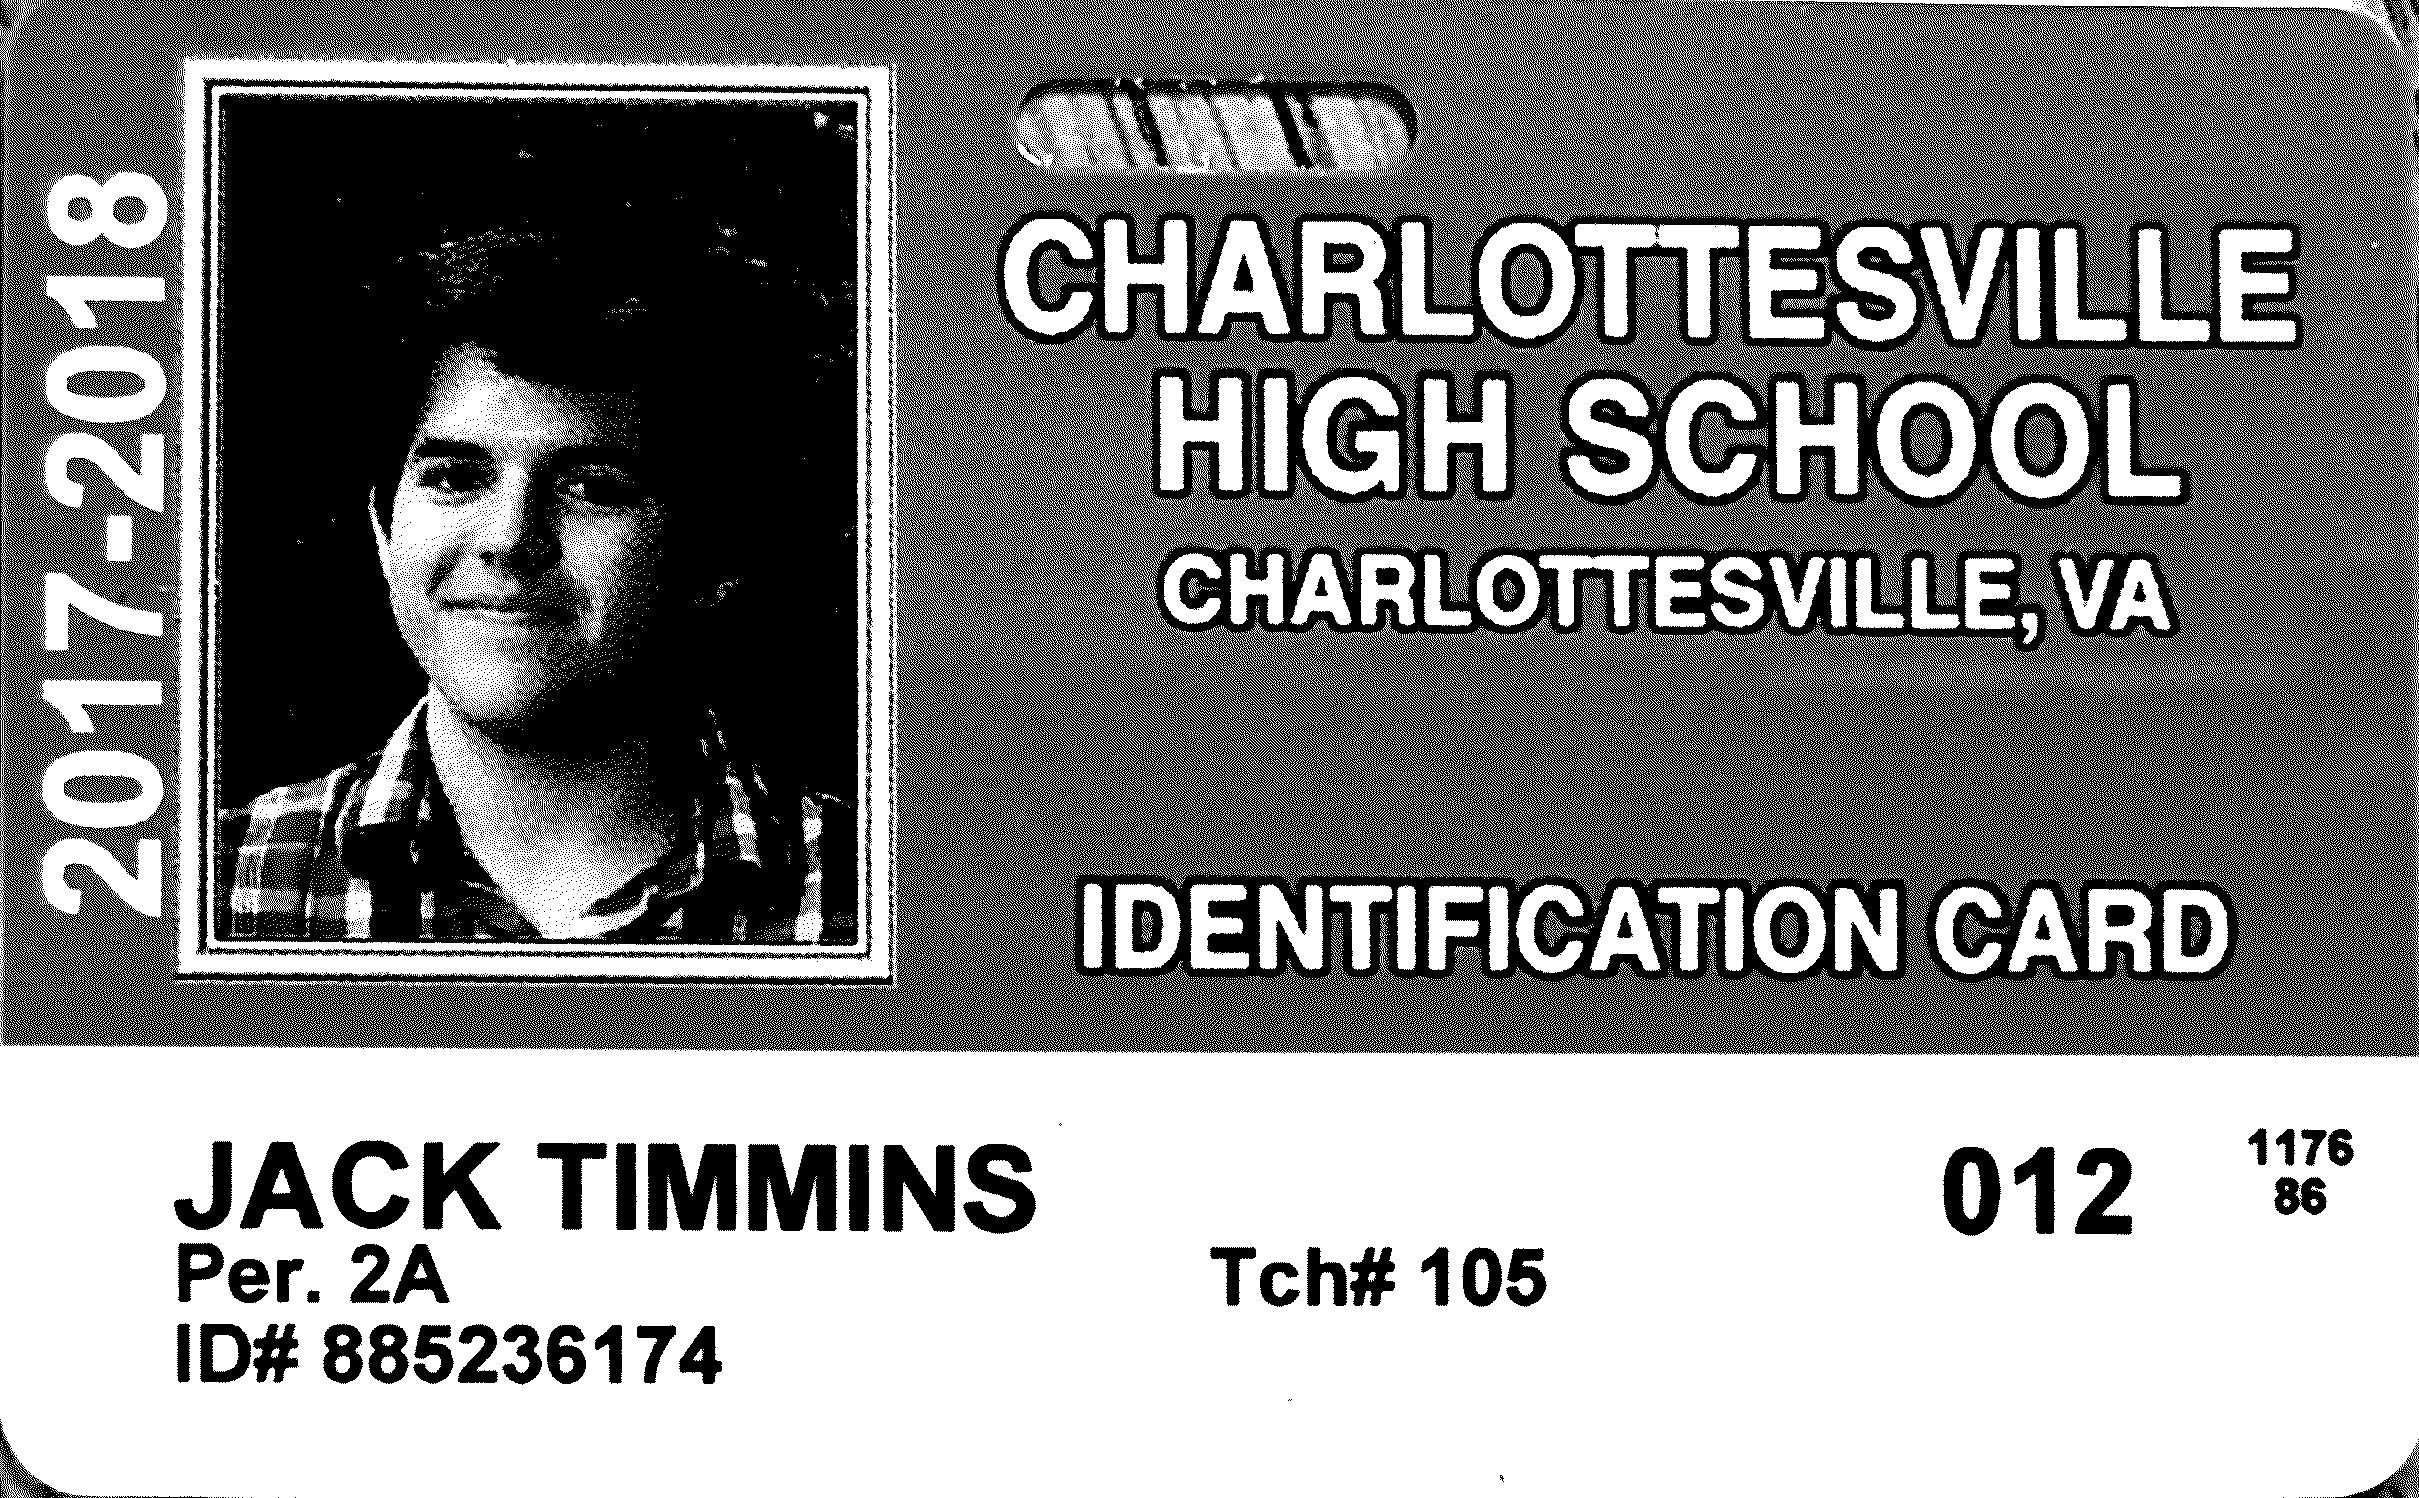 2017-2018
CHARLOTTESVILLE
HIGH SCHOOL
CHARLOTTESVILLE, VA
IDENTIFICATION CARD
JACK TIMMINS
012
1176
86
Per. 2A
Tch# 105
ID# 885236174